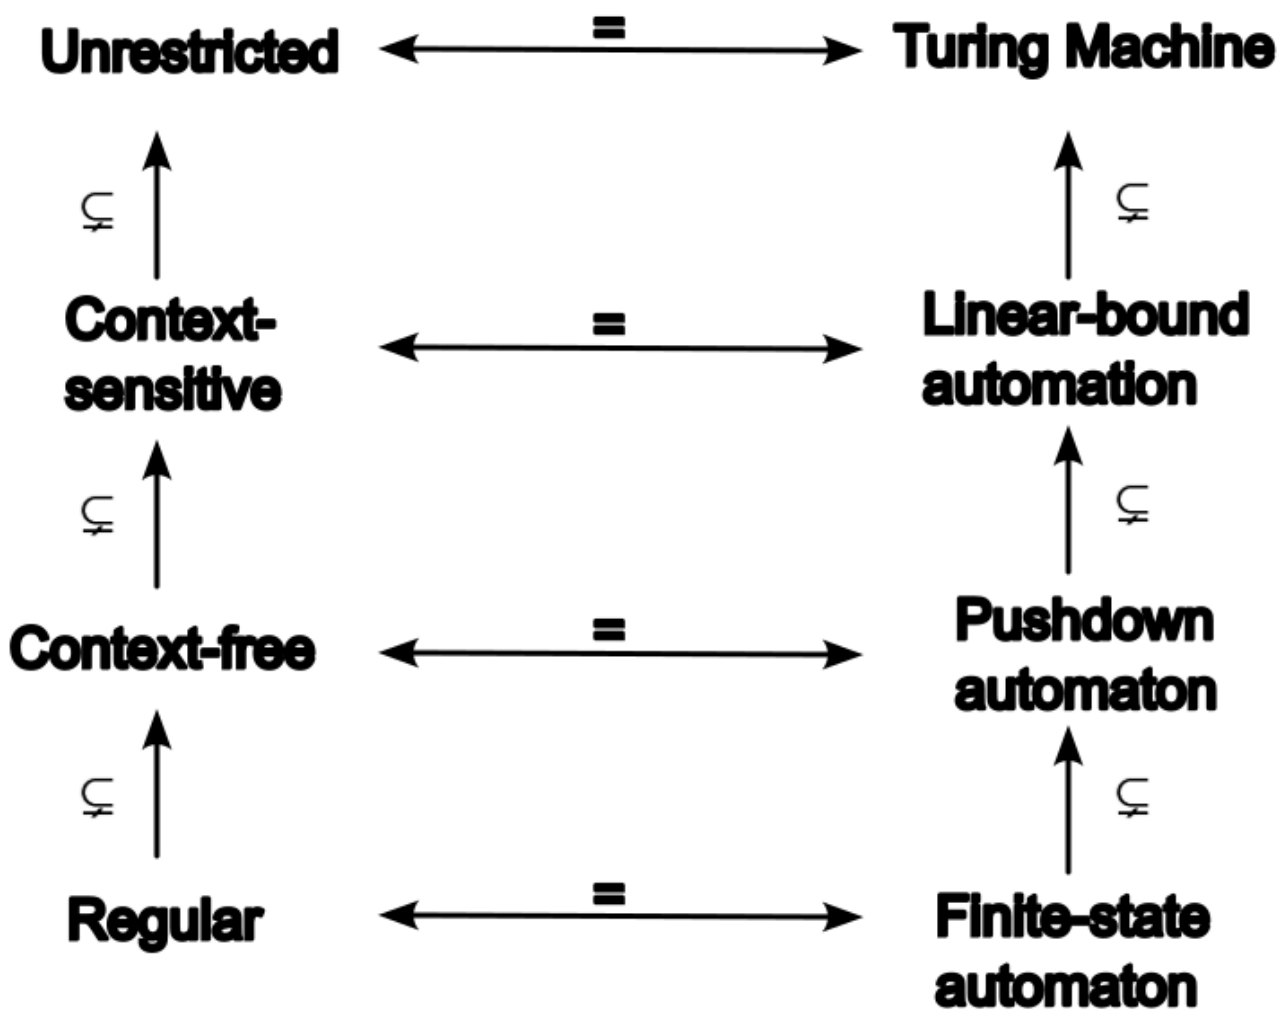 Unrestricted
=
Turing Machine
⊊
⊊
Context-
sensitive
=
Linear-bound
automation
⊊
⊊
Context-free
=
Pushdown
automaton
⊊
⊊
Regular
=
Finite-state
automaton